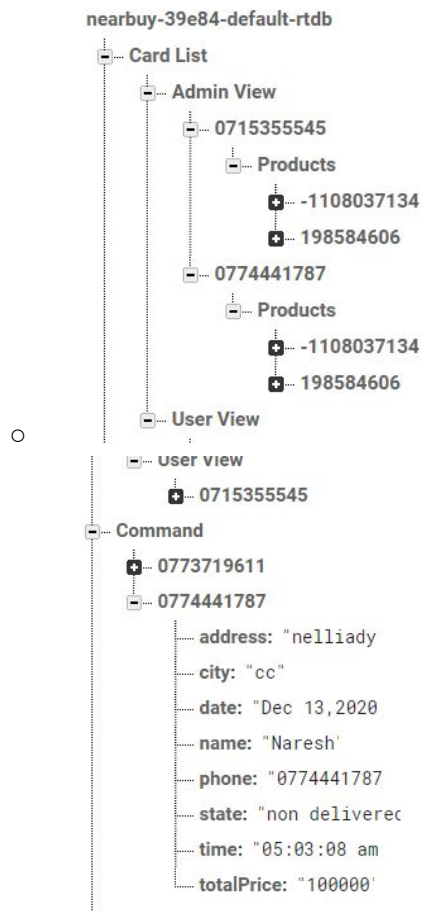 nearbuy-39e84-default-rtdb
Card List
Admin View
0715355545
Products
-1108037134
198584606
0774441787
Products
-1108037134
198584606
User View
User View
0715355545
Command
0773719611
0774441787
address: "nelliady
city: "cc"
date: "Dec 13,2020
name: "Naresh'
phone: "0774441787
state: "non delivered
time: "05:03:08 am
totalPrice: "100000'